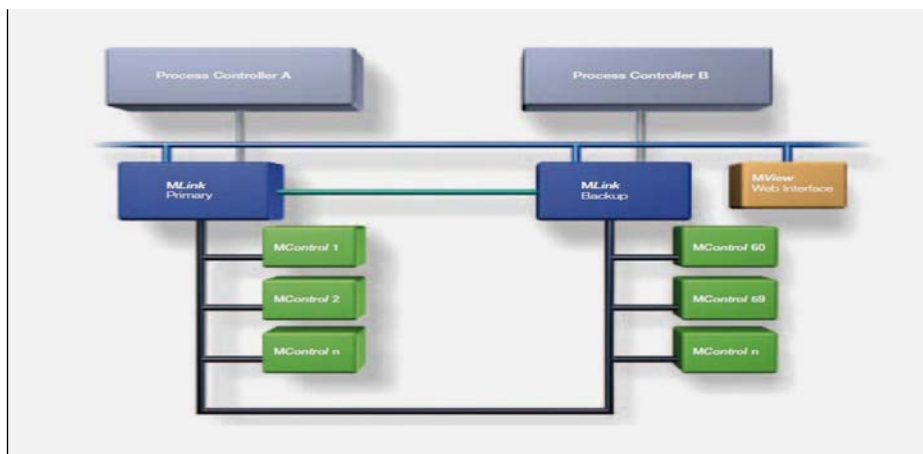 Process Controller A
Process Controller B
MLink
Primary
MLink
Backup
MView
Web Interface
MControl 1
MControl 60
MControl 2
MControl 59
MControl n
MControl n